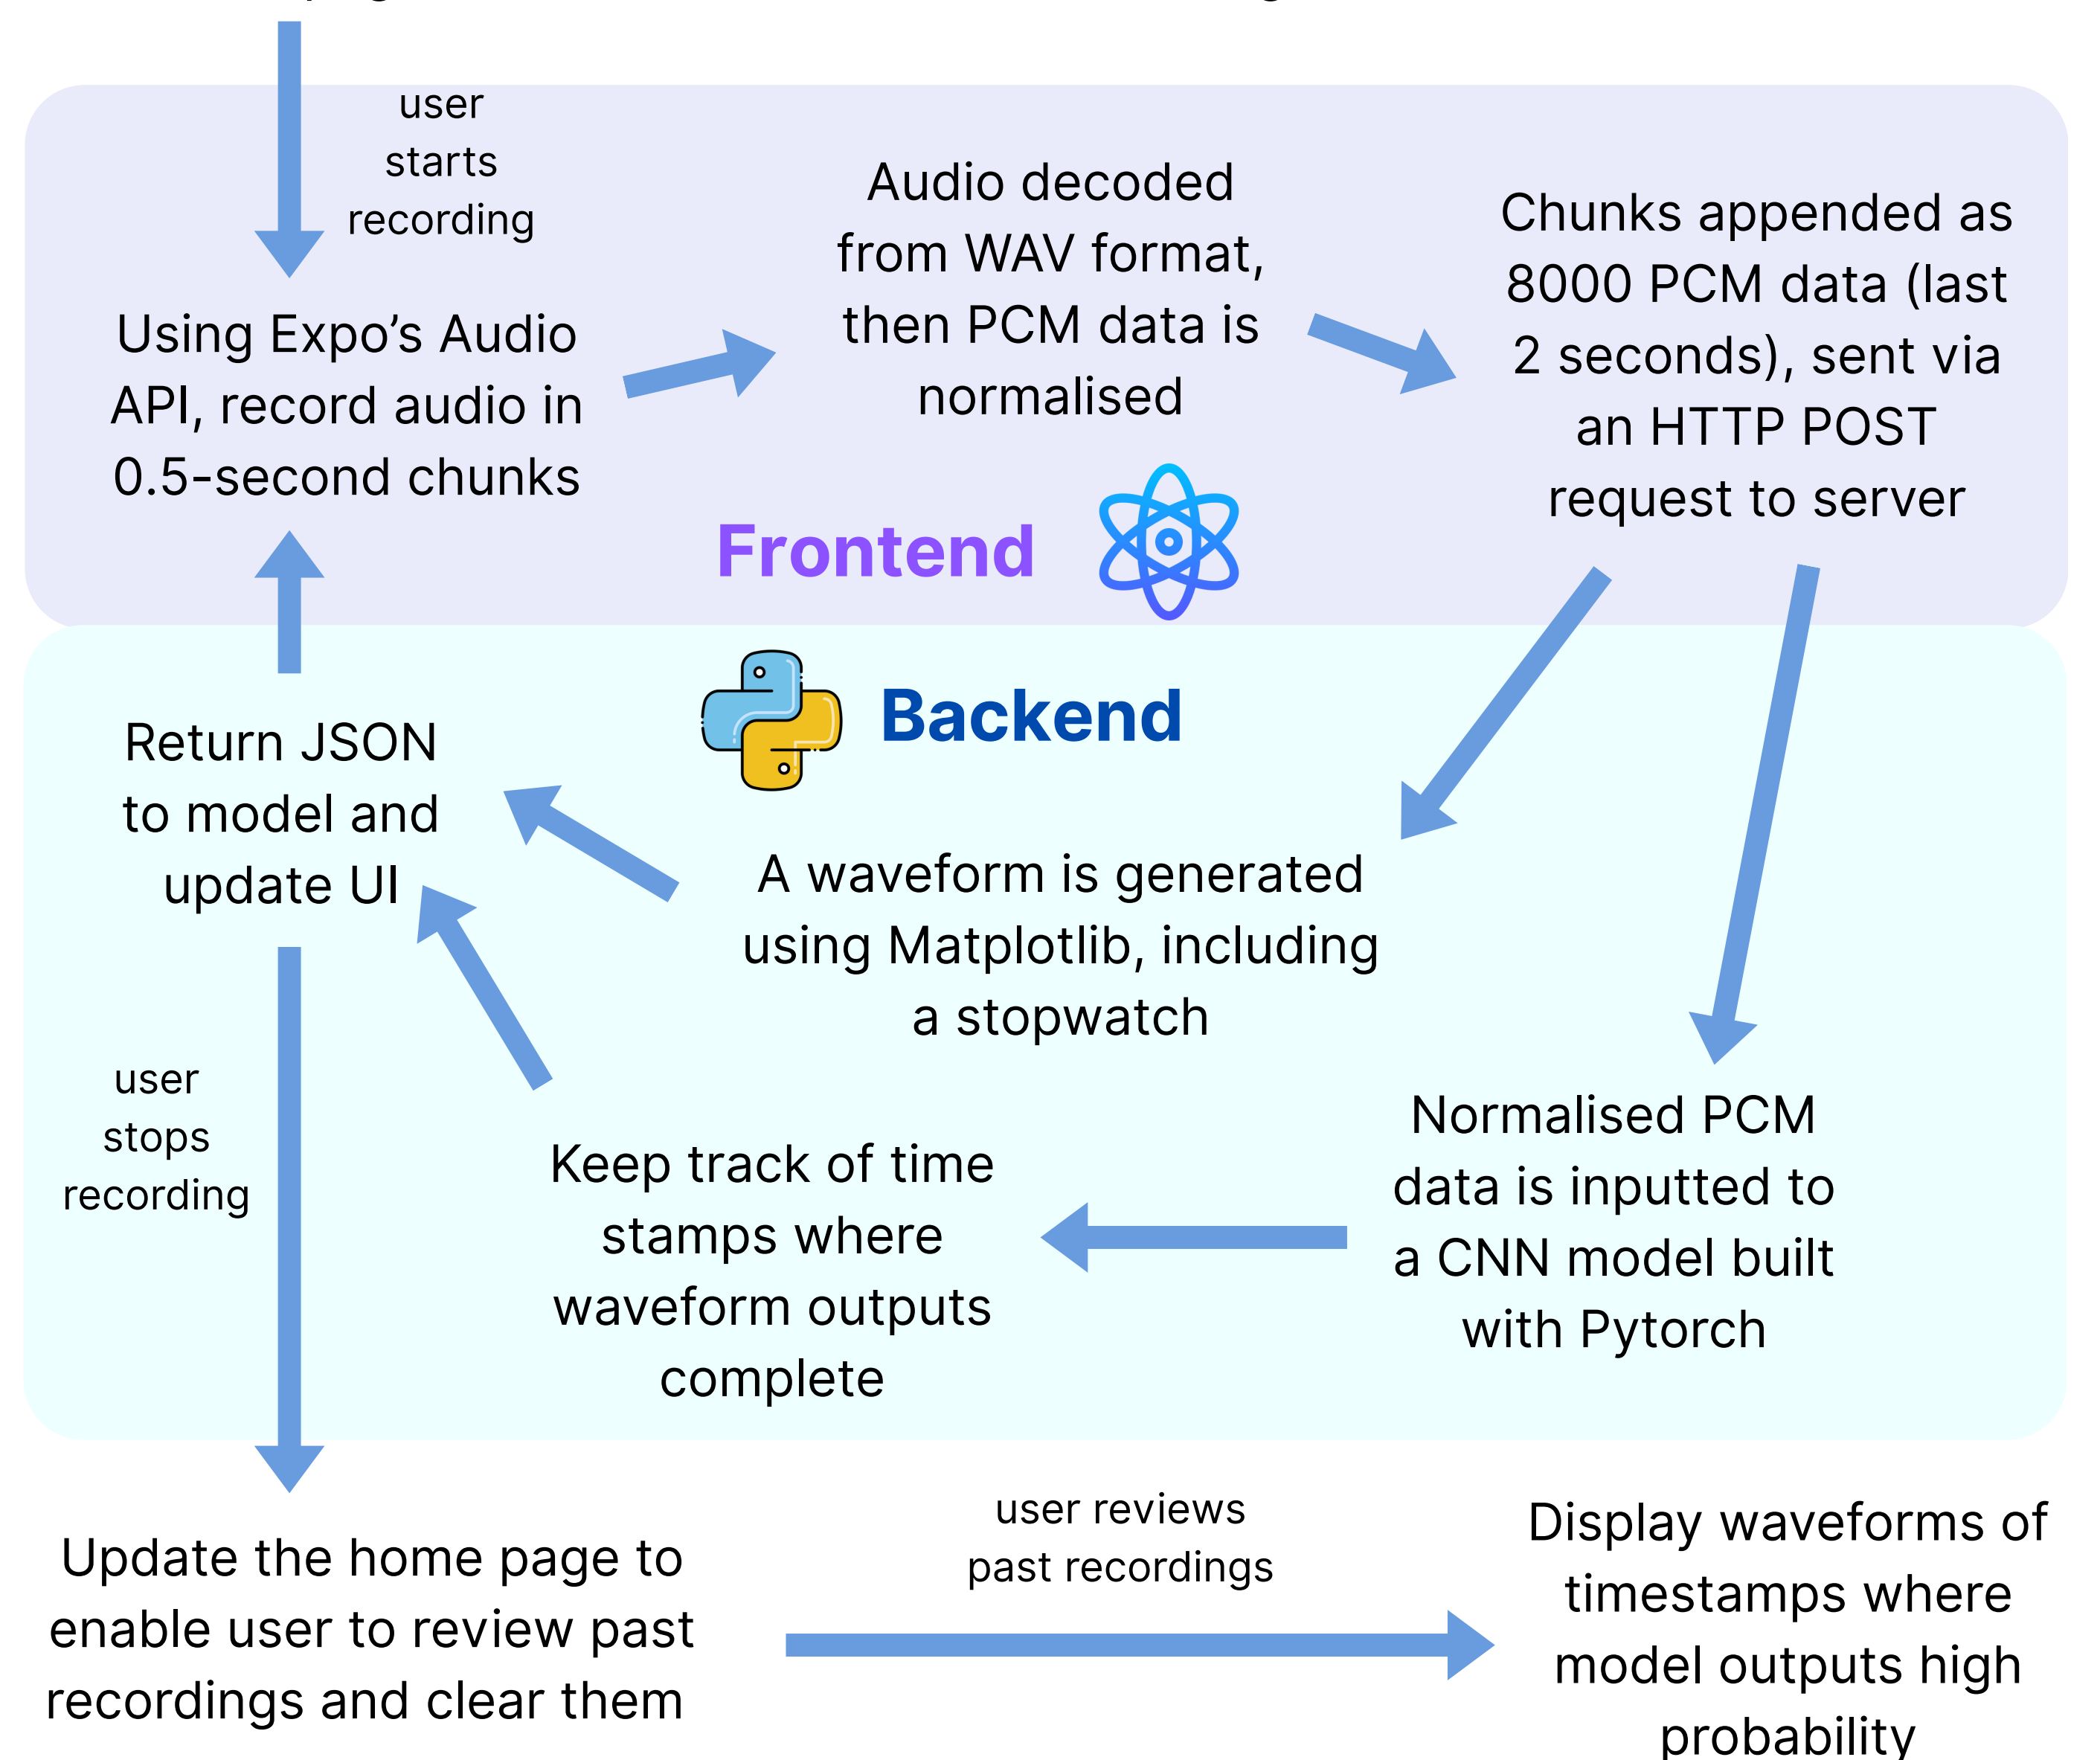 user
starts
recording
Using Expo’s Audio
API, record audio in
0.5-second chunks
Audio decoded
from WAV format,
then PCM data is
normalised
Chunks appended as
8000 PCM data (last
2 seconds), sent via
an HTTP POST
request to server
Frontend
Backend
Return JSON
to model and
update UI
A waveform is generated
using Matplotlib, including
a stopwatch
Normalised PCM
data is inputted to
a CNN model built
with Pytorch
Keep track of time
stamps where
waveform outputs
complete
user
stops
recording
Update the home page to
enable user to review past
recordings and clear them
user reviews
past recordings
Display waveforms of
timestamps where
model outputs high
probability